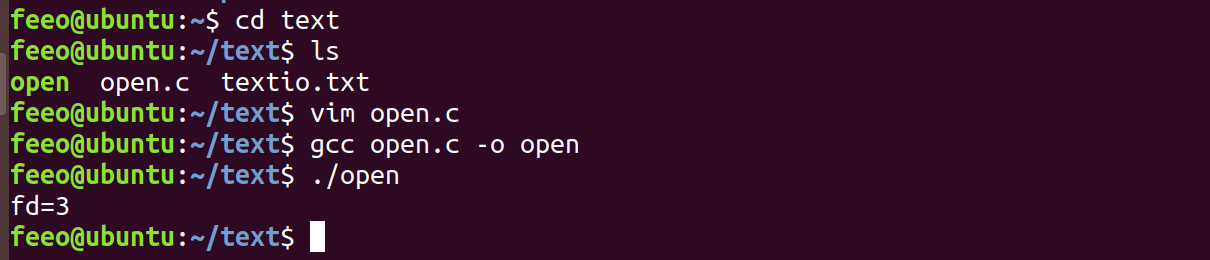 feeo@ubuntu:~$ cd text
feeo@ubuntu:~/text$ ls
open  open.c  textio.txt
feeo@ubuntu:~/text$ vim open.c
feeo@ubuntu:~/text$ gcc open.c -o open
feeo@ubuntu:~/text$ ./open
fd=3
feeo@ubuntu:~/text$